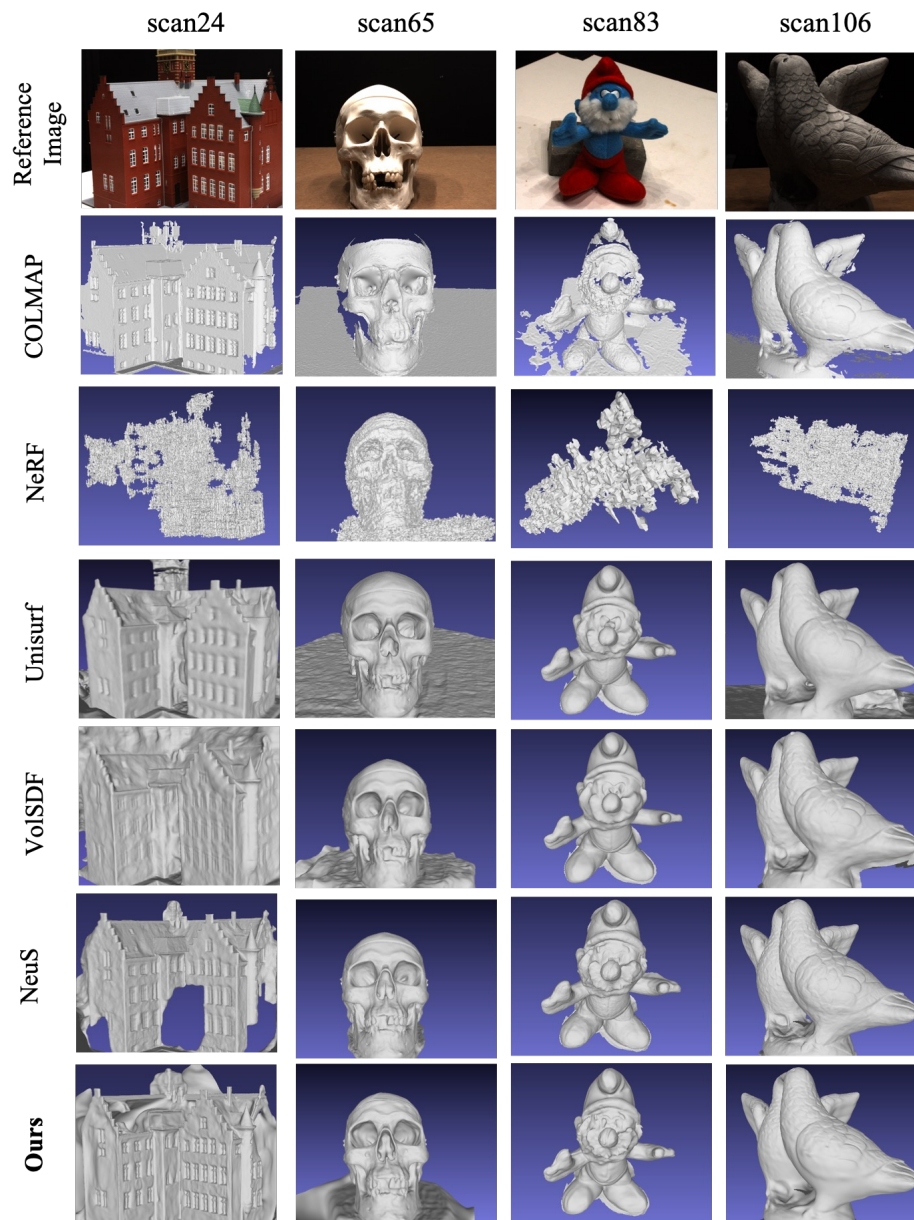 scan24 scan65 scan83 scan106
Reference
Image
COLMAP
NeRF
Unisurf
VolSDF
NeuS
Ours